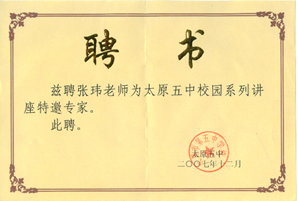 聘书
兹聘张玮老师为太原五中校园系列讲
座特邀专家。
此聘。
太原五中
二〇〇七年十二月